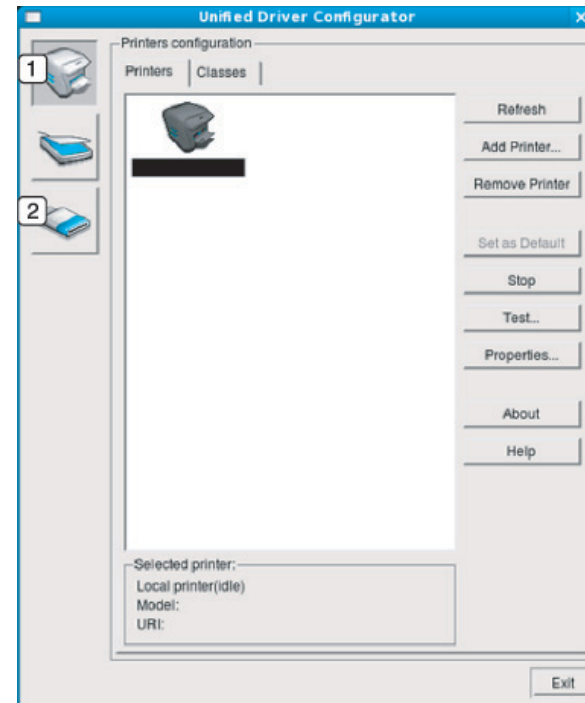 Unified Driver Configurator
Printers configuration
1
Printers Classes
Refresh
Add Printer...
Remove Printer
2
Set as Default
Stop
Test...
Properties...
About
Help
Selected printer:
Local printer(idle)
Model:
URI:
Exit